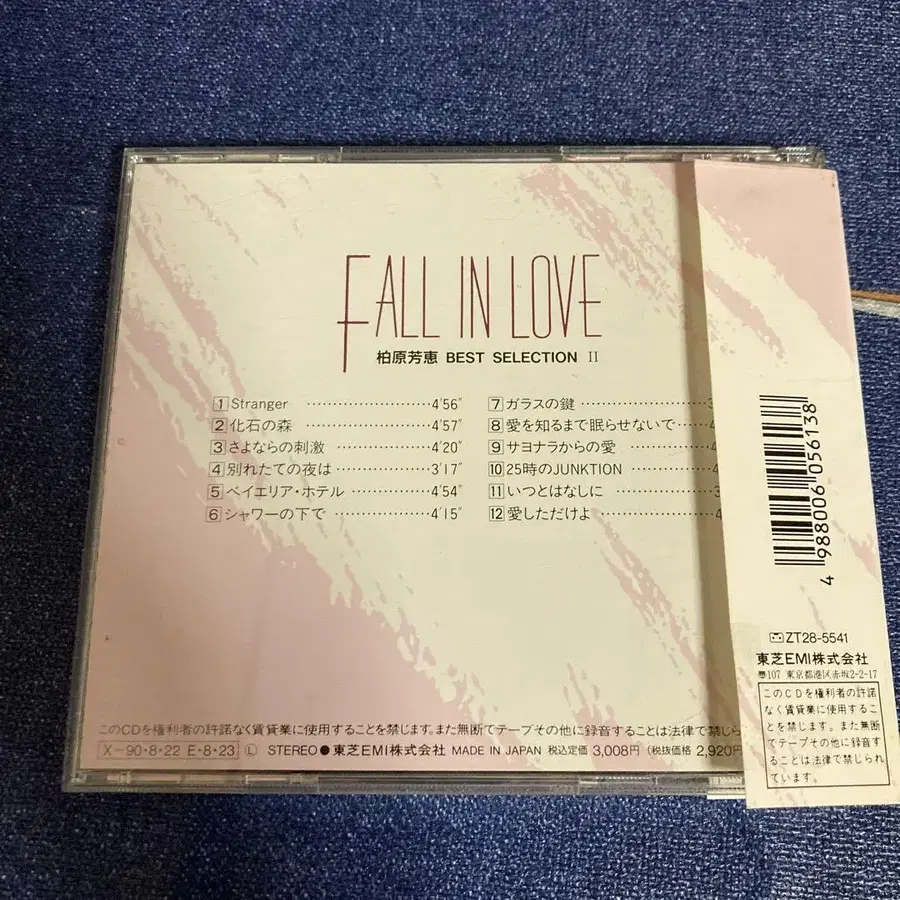 FALL IN LOVE
柏原芳恵 BEST SELECTION II
1 Stranger ……………… 4'56"
2 化石の森 ……………… 4'57"
3 さよならの刺激 ……………… 4'20"
4 別れたての夜は ……………… 3'17"
5 ベイエリア・ホテル ……………… 4'54"
6 シャワーの下で ……………… 4'15"
7 ガラスの鍵 ……………… 3
8 愛を知るまで眠らせないで …… 4
9 サヨナラからの愛 ……………… 4
10 25時のJUNKTION ……………… 4
11 いつとはなしに ……………… 3
12 愛しただけよ ……………… 4
このCDを権利者の許諾なく賃貸業に使用することを禁じます。また無断でテープその他に録音することは法律で禁じら
X-90・8・22 E・8・23 Ⓛ STEREO ● 東芝EMI株式会社 MADE IN JAPAN 税込定価 3,008円 (税抜価格 2,920円
4 988006 056138
ZT28-5541
東芝EMI株式会社
〒107 東京都港区赤坂2-2-17
このCDを権利者の許諾
なく賃貸業に使用するこ
とを禁じます。また無断
でテープその他に録音す
ることは法律で禁じられ
ています。